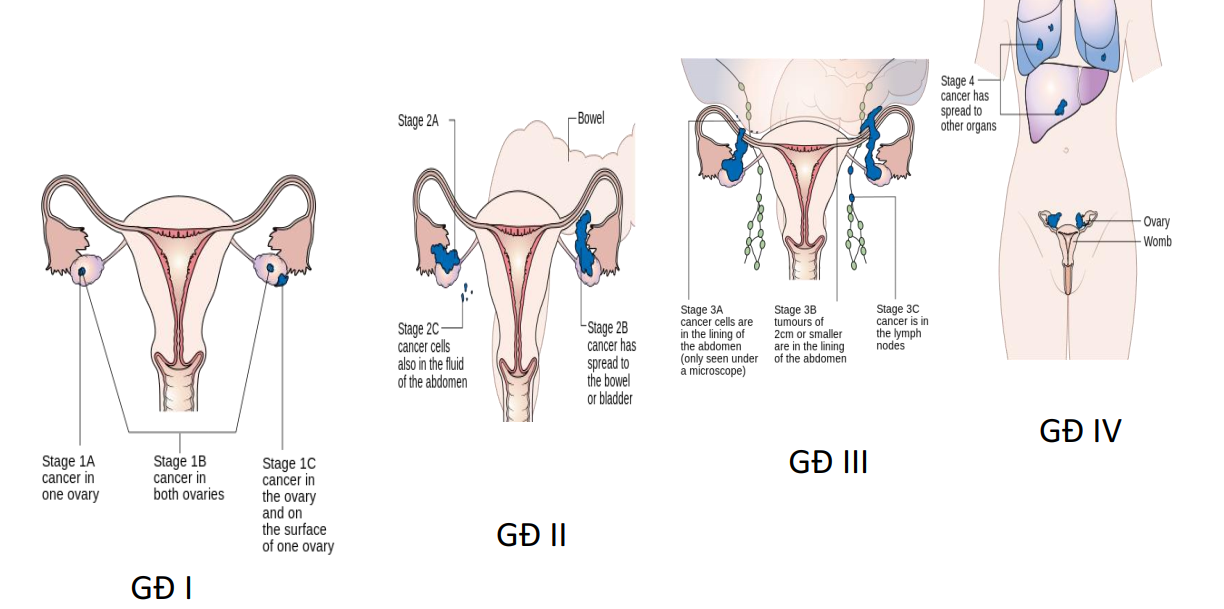 Stage 1A
cancer in
one ovary
Stage 1B
cancer in
both ovaries
Stage 1C
cancer in
the ovary
and on
the surface
of one ovary
GĐ I
Stage 2A
Bowel
Stage 2C
cancer cells
also in the fluid
of the abdomen
Stage 2B
cancer has
spread to
the bowel
or bladder
GĐ II
Stage 3A
cancer cells are
in the lining of
the abdomen
(only seen under
a microscope)
Stage 3B
tumours of
2cm or smaller
are in the lining
of the abdomen
Stage 3C
cancer is in
the lymph
nodes
GĐ III
Stage 4
cancer has
spread to
other organs
Ovary
Womb
GĐ IV